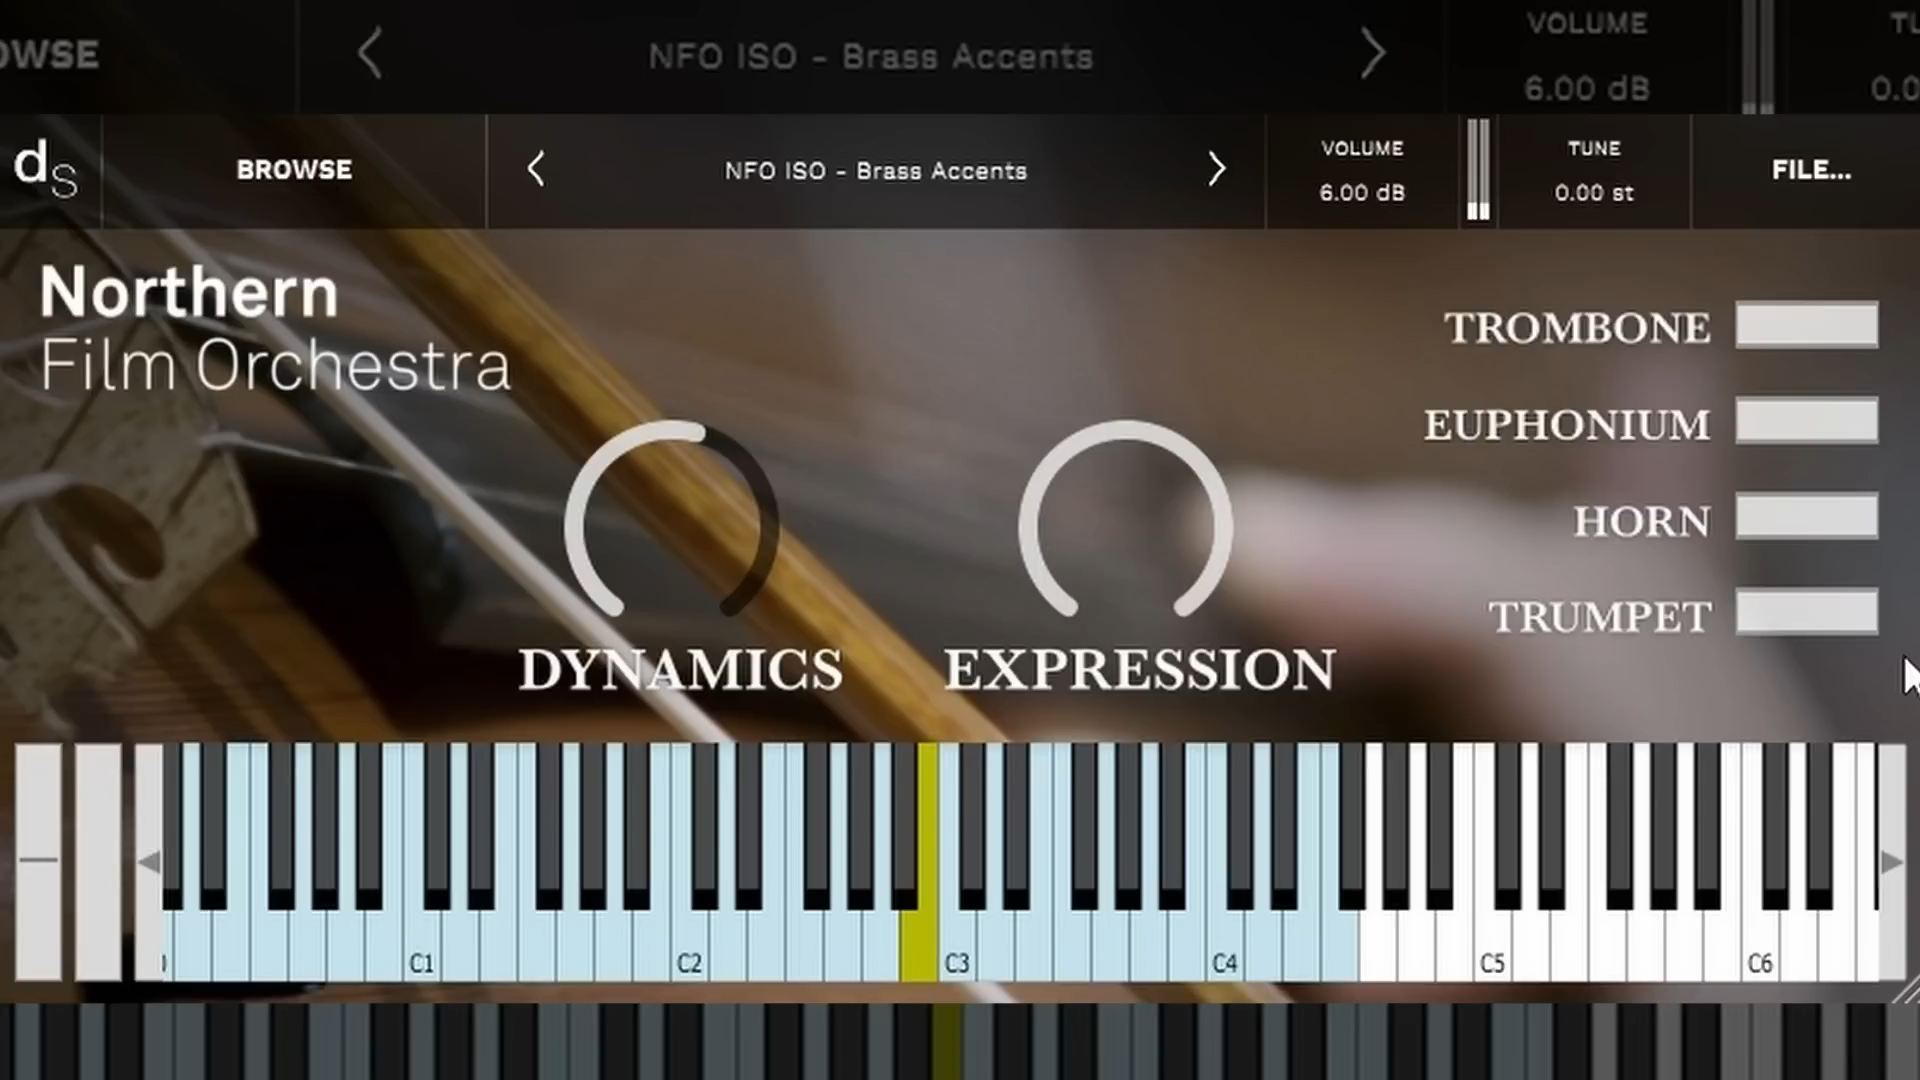 NFO ISO - Brass Accents
VOLUME
6.00 dB
dS
BROWSE
NFO ISO - Brass Accents
VOLUME
6.00 dB
TUNE
0.00 st
FILE...
Northern
Film Orchestra
TROMBONE
EUPHONIUM
HORN
TRUMPET
DYNAMICS
EXPRESSION
C1
C2
C3
C4
C5
C6